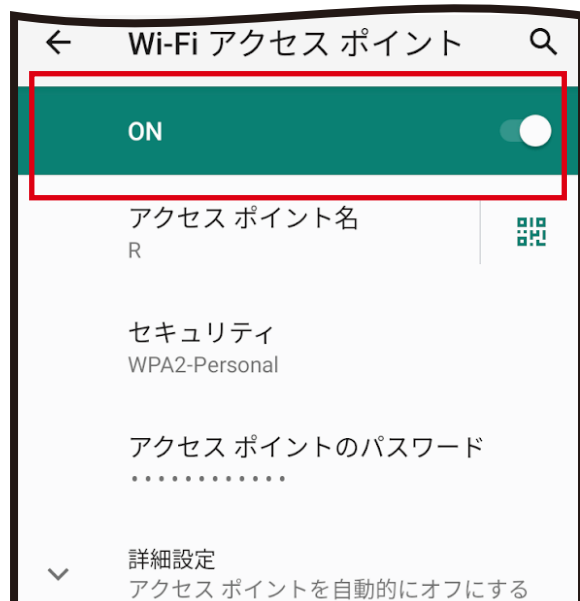 Wi-Fi アクセス ポイント
ON
アクセス ポイント名
R
セキュリティ
WPA2-Personal
アクセス ポイントのパスワード
••••••••••••
詳細設定
アクセス ポイントを自動的にオフにする